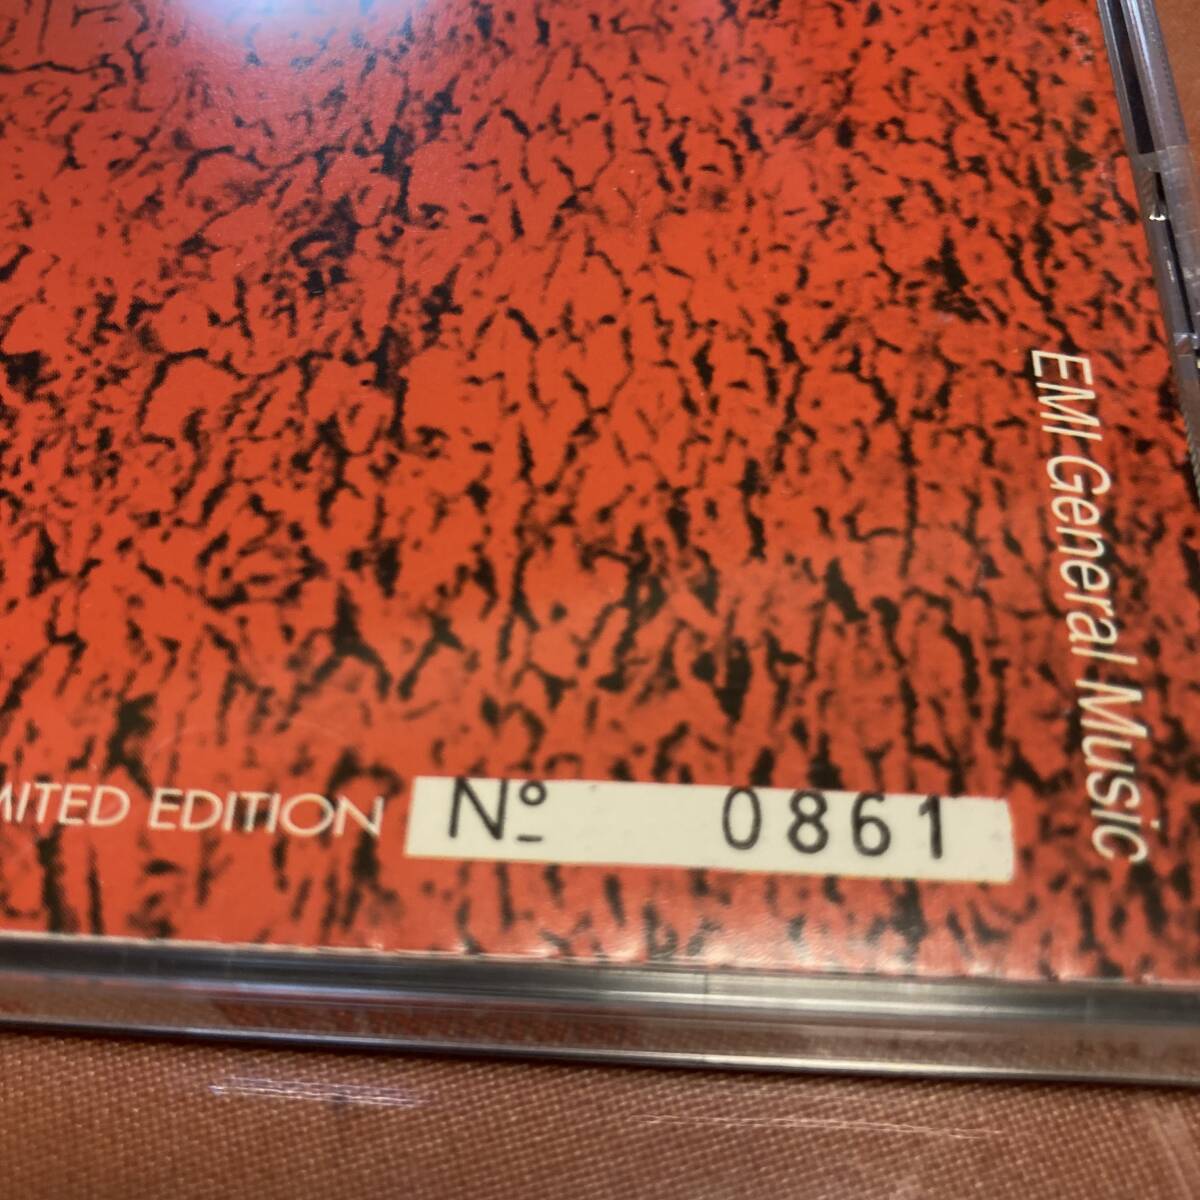 EMI General Music
MITED EDITION Nº 0861